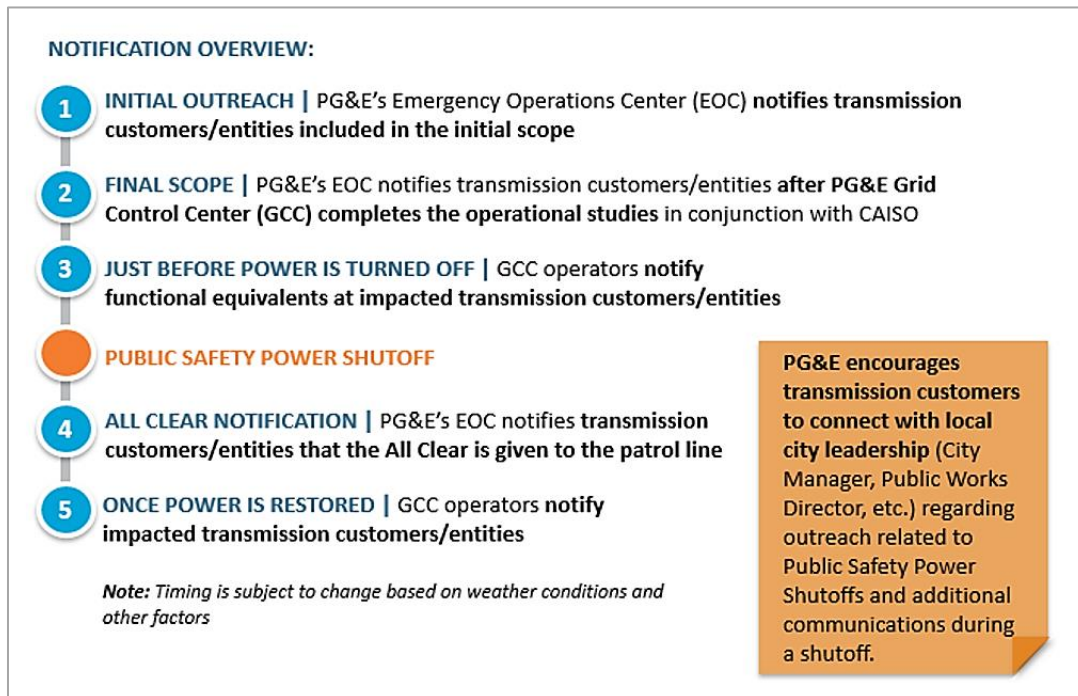 NOTIFICATION OVERVIEW:
1
INITIAL OUTREACH | PG&E’s Emergency Operations Center (EOC) notifies transmission
customers/entities included in the initial scope
2
FINAL SCOPE | PG&E’s EOC notifies transmission customers/entities after PG&E Grid
Control Center (GCC) completes the operational studies in conjunction with CAISO
3
JUST BEFORE POWER IS TURNED OFF | GCC operators notify
functional equivalents at impacted transmission customers/entities
PUBLIC SAFETY POWER SHUTOFF
4
ALL CLEAR NOTIFICATION | PG&E’s EOC notifies transmission
customers/entities that the All Clear is given to the patrol line
5
ONCE POWER IS RESTORED | GCC operators notify
impacted transmission customers/entities
Note: Timing is subject to change based on weather conditions and
other factors
PG&E encourages
transmission customers
to connect with local
city leadership (City
Manager, Public Works
Director, etc.) regarding
outreach related to
Public Safety Power
Shutoffs and additional
communications during
a shutoff.